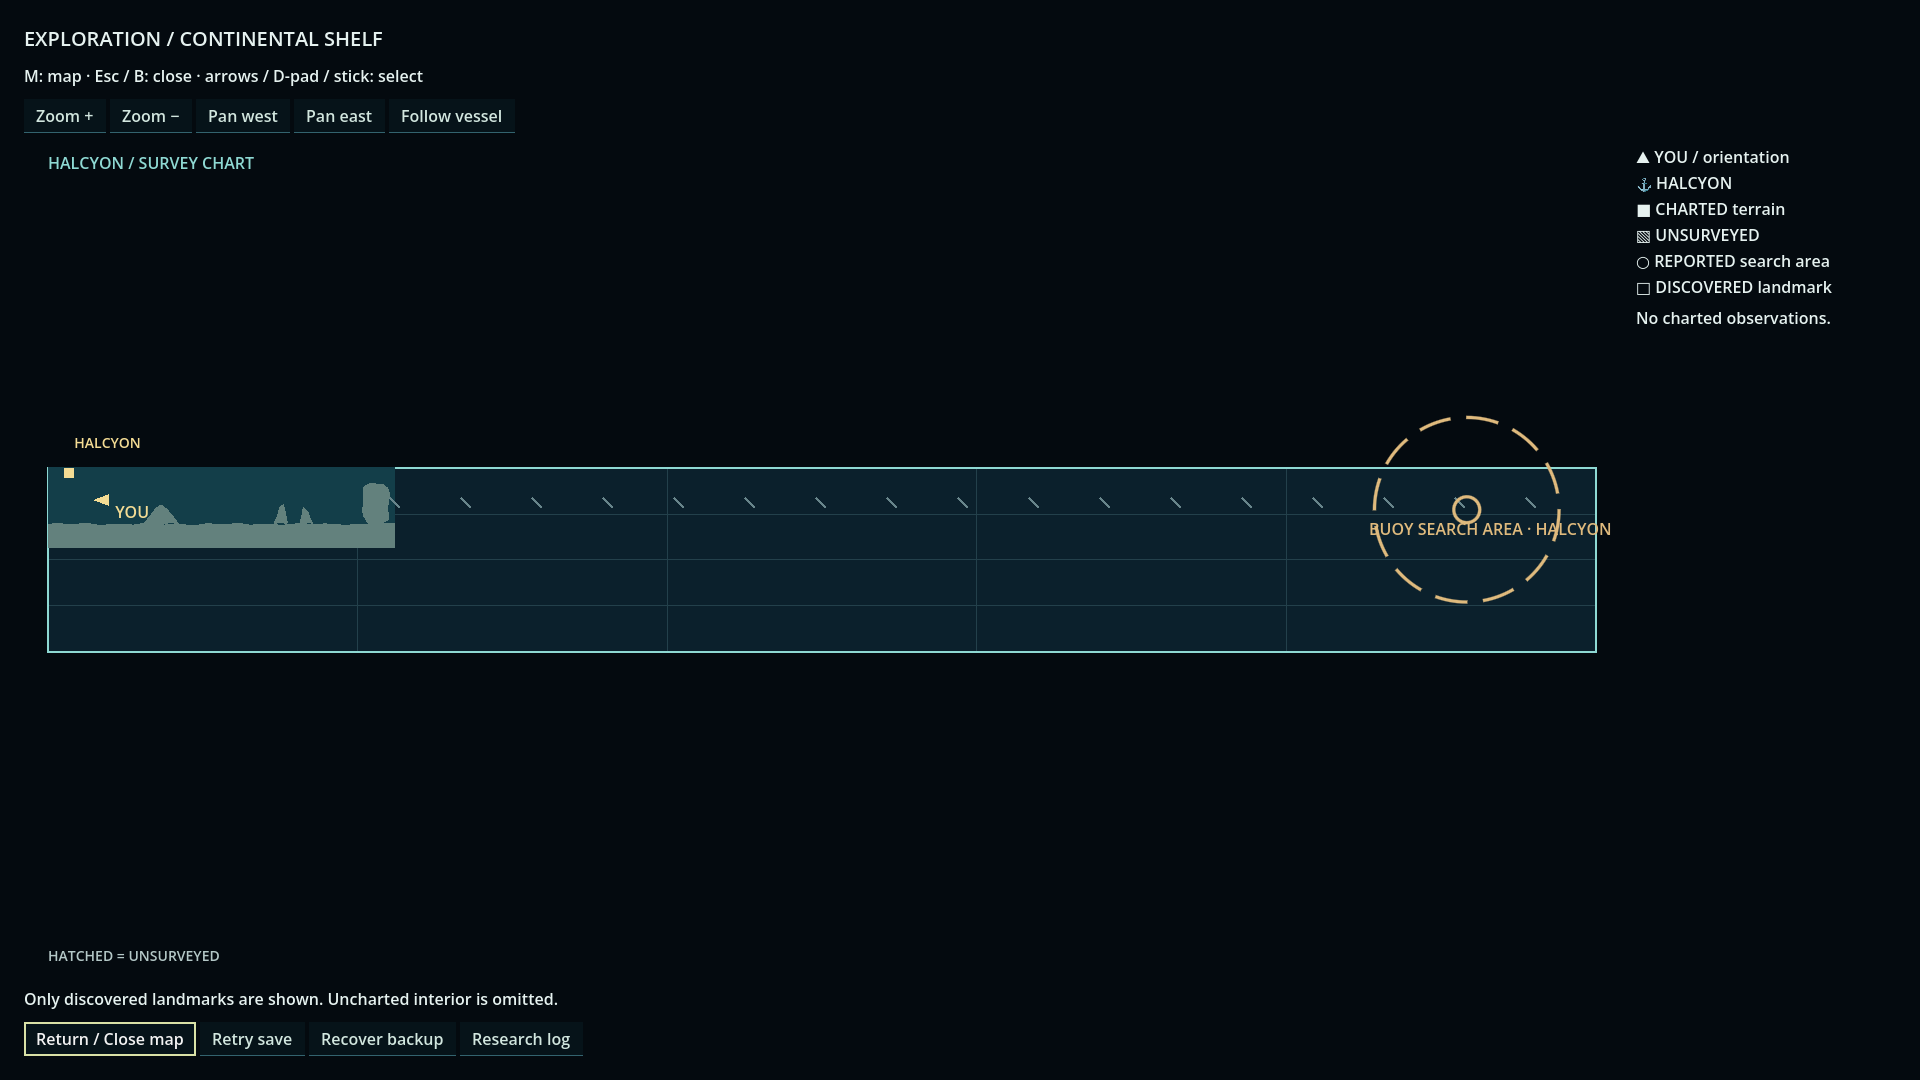 EXPLORATION / CONTINENTAL SHELF
M: map · Esc / B: close · arrows / D-pad / stick: select
Zoom +
Zoom −
Pan west
Pan east
Follow vessel
HALCYON / SURVEY CHART
▲ YOU / orientation
⚓ HALCYON
■ CHARTED terrain
▧ UNSURVEYED
○ REPORTED search area
□ DISCOVERED landmark
No charted observations.
HALCYON
YOU
BUOY SEARCH AREA · HALCYON
HATCHED = UNSURVEYED
Only discovered landmarks are shown. Uncharted interior is omitted.
Return / Close map
Retry save
Recover backup
Research log